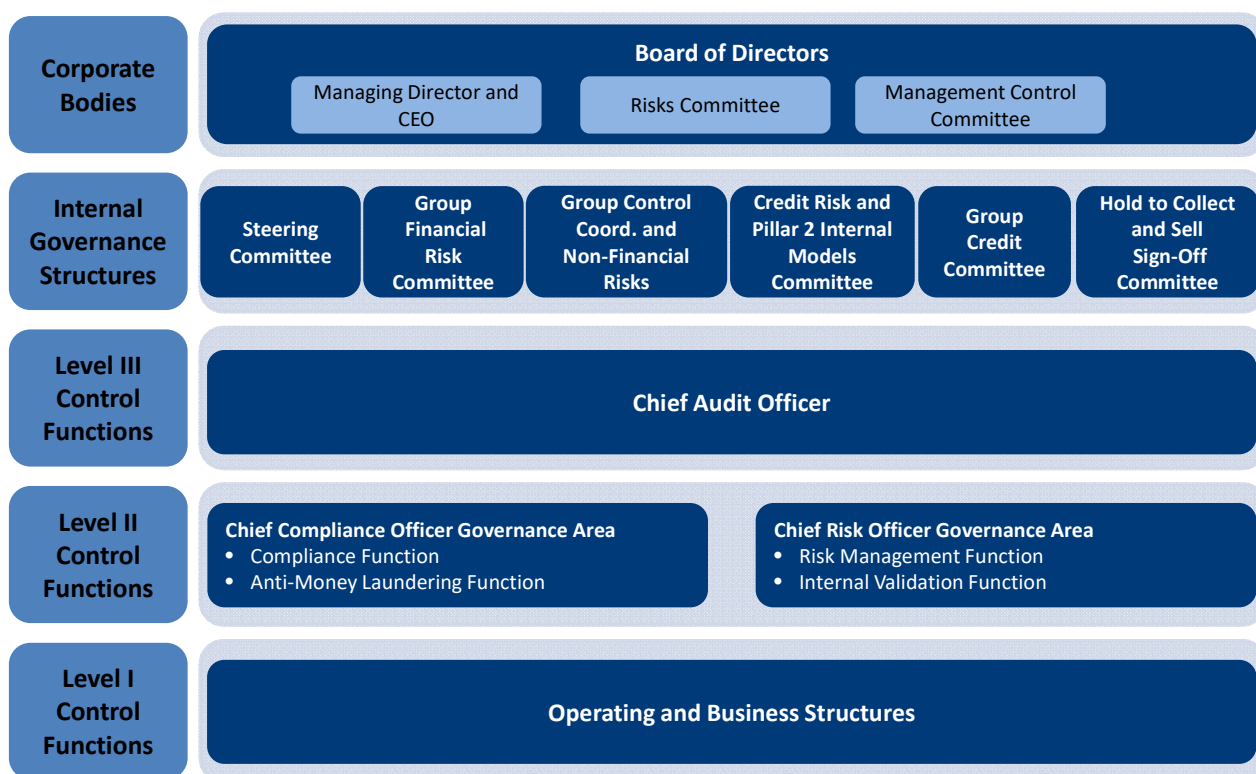 Corporate
Bodies
Board of Directors
Managing Director and
CEO
Risks Committee
Management Control
Committee
Internal
Governance
Structures
Steering
Committee
Group
Financial
Risk
Committee
Group Control
Coord. and
Non-Financial
Risks
Credit Risk and
Pillar 2 Internal
Models
Committee
Group
Credit
Committee
Hold to Collect
and Sell
Sign-Off
Committee
Level III
Control
Functions
Chief Audit Officer
Level II
Control
Functions
Chief Compliance Officer Governance Area
• Compliance Function
• Anti-Money Laundering Function
Chief Risk Officer Governance Area
• Risk Management Function
• Internal Validation Function
Level I
Control
Functions
Operating and Business Structures